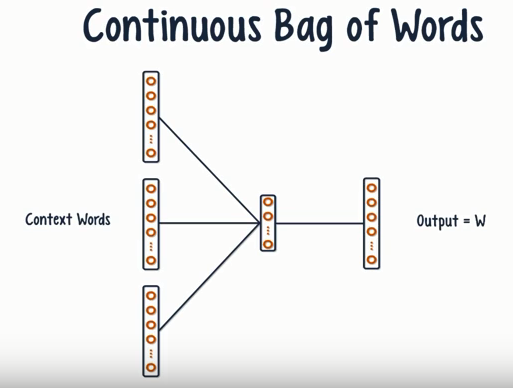 Continuous Bag of Words
Context Words
Output = W